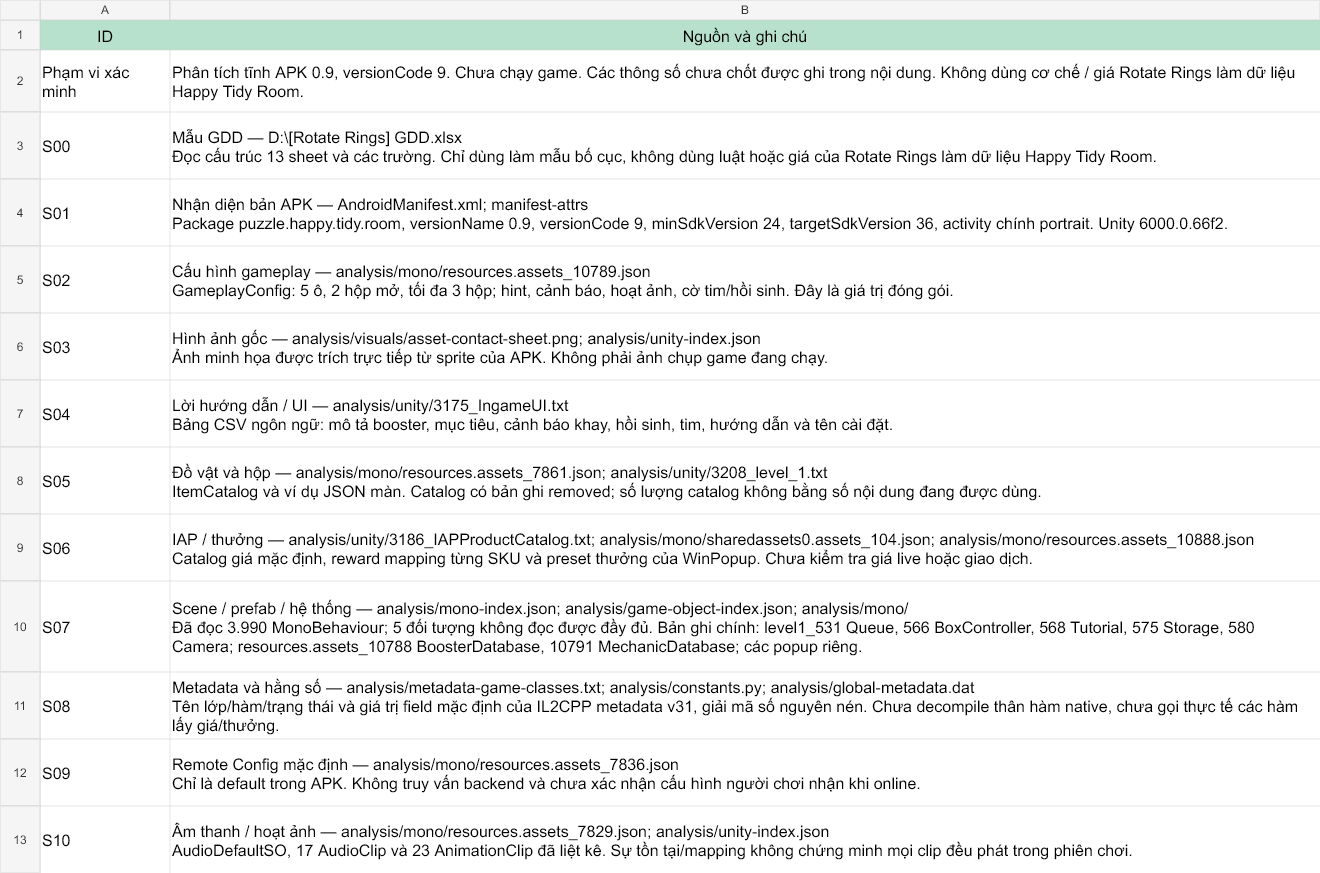 A
B
1
ID
Nguồn và ghi chú
2
Phạm vi xác
minh
Phân tích tĩnh APK 0.9, versionCode 9. Chưa chạy game. Các thông số chưa chốt được ghi trong nội dung. Không dùng cơ chế / giá Rotate Rings làm dữ liệu
Happy Tidy Room.
3
S00
Mẫu GDD — D:\[Rotate Rings] GDD.xlsx
Đọc cấu trúc 13 sheet và các trường. Chỉ dùng làm mẫu bố cục, không dùng luật hoặc giá của Rotate Rings làm dữ liệu Happy Tidy Room.
4
S01
Nhận diện bản APK — AndroidManifest.xml; manifest-attrs
Package puzzle.happy.tidy.room, versionName 0.9, versionCode 9, minSdkVersion 24, targetSdkVersion 36, activity chính portrait. Unity 6000.0.66f2.
5
S02
Cấu hình gameplay — analysis/mono/resources.assets_10789.json
GameplayConfig: 5 ô, 2 hộp mở, tối đa 3 hộp; hint, cảnh báo, hoạt ảnh, cờ tim/hồi sinh. Đây là giá trị đóng gói.
6
S03
Hình ảnh gốc — analysis/visuals/asset-contact-sheet.png; analysis/unity-index.json
Ảnh minh họa được trích trực tiếp từ sprite của APK. Không phải ảnh chụp game đang chạy.
7
S04
Lời hướng dẫn / UI — analysis/unity/3175_IngameUI.txt
Bảng CSV ngôn ngữ: mô tả booster, mục tiêu, cảnh báo khay, hồi sinh, tim, hướng dẫn và tên cài đặt.
8
S05
Đồ vật và hộp — analysis/mono/resources.assets_7861.json; analysis/unity/3208_level_1.txt
ItemCatalog và ví dụ JSON màn. Catalog có bản ghi removed; số lượng catalog không bằng số nội dung đang được dùng.
9
S06
IAP / thưởng — analysis/unity/3186_IAPProductCatalog.txt; analysis/mono/sharedassets0.assets_104.json; analysis/mono/resources.assets_10888.json
Catalog giá mặc định, reward mapping từng SKU và preset thưởng của WinPopup. Chưa kiểm tra giá live hoặc giao dịch.
10
S07
Scene / prefab / hệ thống — analysis/mono-index.json; analysis/game-object-index.json; analysis/mono/
Đã đọc 3.990 MonoBehaviour; 5 đối tượng không đọc được đầy đủ. Bản ghi chính: level1_531 Queue, 566 BoxController, 568 Tutorial, 575 Storage, 580
Camera; resources.assets_10788 BoosterDatabase, 10791 MechanicDatabase; các popup riêng.
11
S08
Metadata và hằng số — analysis/metadata-game-classes.txt; analysis/constants.py; analysis/global-metadata.dat
Tên lớp/hàm/trạng thái và giá trị field mặc định của IL2CPP metadata v31, giải mã số nguyên nén. Chưa decompile thân hàm native, chưa gọi thực tế các hàm
lấy giá/thưởng.
12
S09
Remote Config mặc định — analysis/mono/resources.assets_7836.json
Chỉ là default trong APK. Không truy vấn backend và chưa xác nhận cấu hình người chơi nhận khi online.
13
S10
Âm thanh / hoạt ảnh — analysis/mono/resources.assets_7829.json; analysis/unity-index.json
AudioDefaultSO, 17 AudioClip và 23 AnimationClip đã liệt kê. Sự tồn tại/mapping không chứng minh mọi clip đều phát trong phiên chơi.